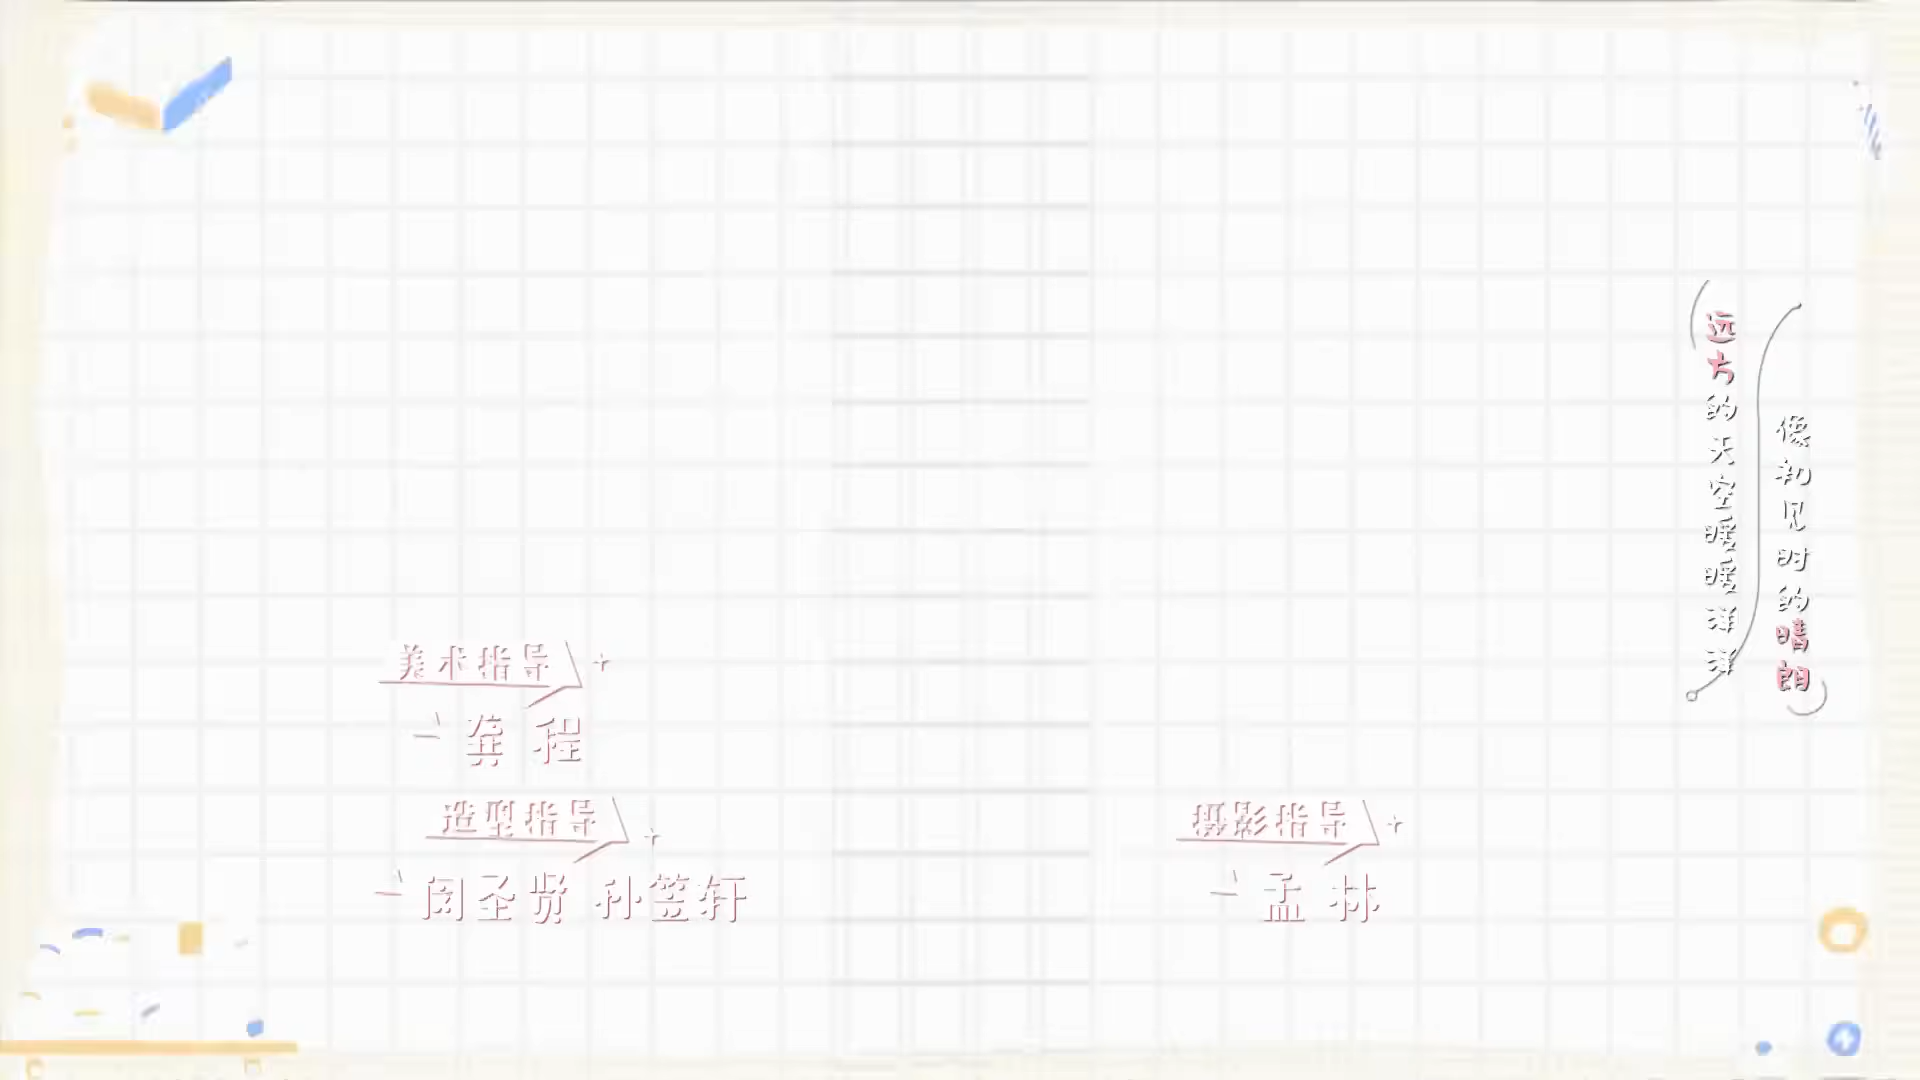 美术指导
龚 程
造型指导
闵圣贤 孙笠轩
摄影指导
孟 林
远方的天空暖暖洋洋
像初见时的晴朗